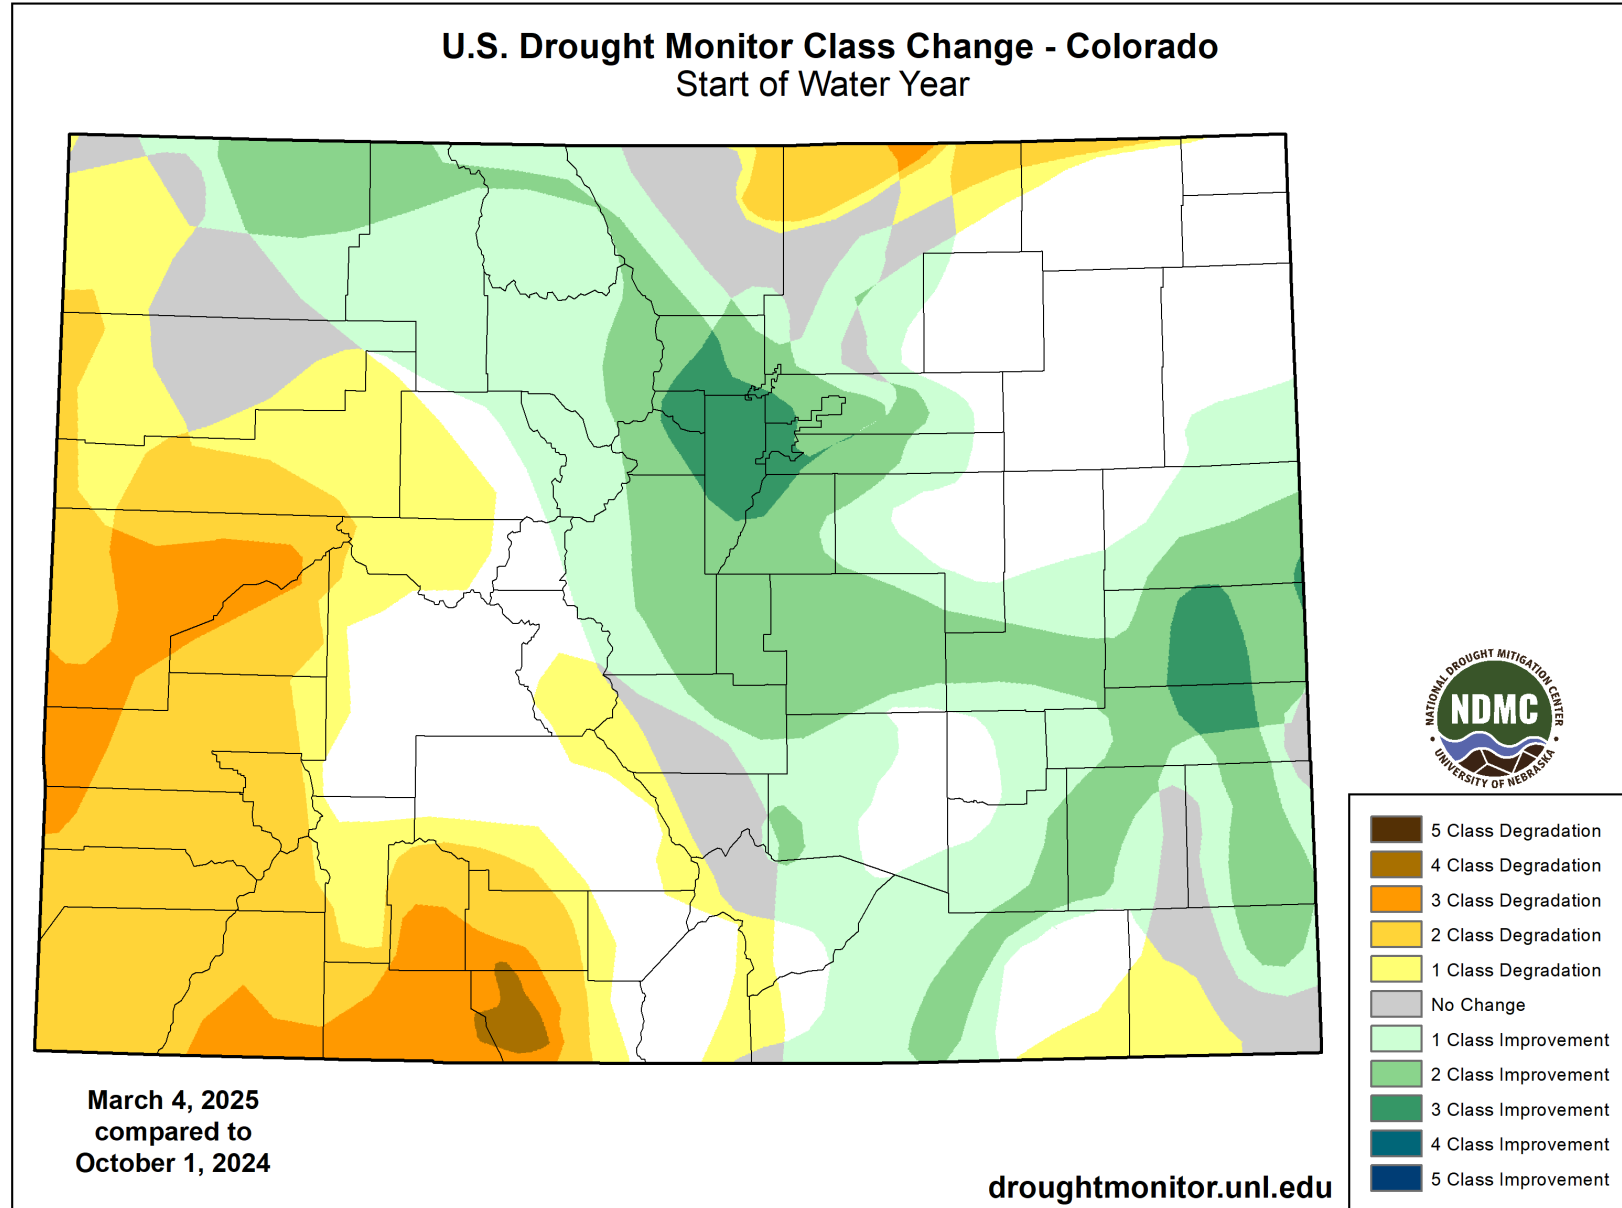 U.S. Drought Monitor Class Change - Colorado
Start of Water Year
NATIONAL DROUGHT MITIGATION CENTER
NDMC
UNIVERSITY OF NEBRASKA
5 Class Degradation
4 Class Degradation
3 Class Degradation
2 Class Degradation
1 Class Degradation
No Change
1 Class Improvement
2 Class Improvement
3 Class Improvement
4 Class Improvement
5 Class Improvement
March 4, 2025
compared to
October 1, 2024
droughtmonitor.unl.edu